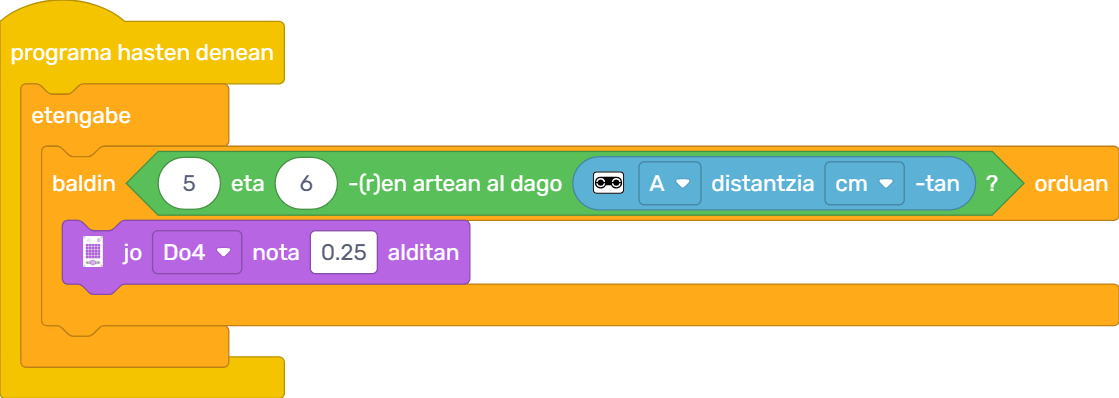 programa hasten denean
etengabe
baldin 5 eta 6 -(r)en artean al dago A distantzia cm -tan ? orduan
jo Do4 nota 0.25 alditan